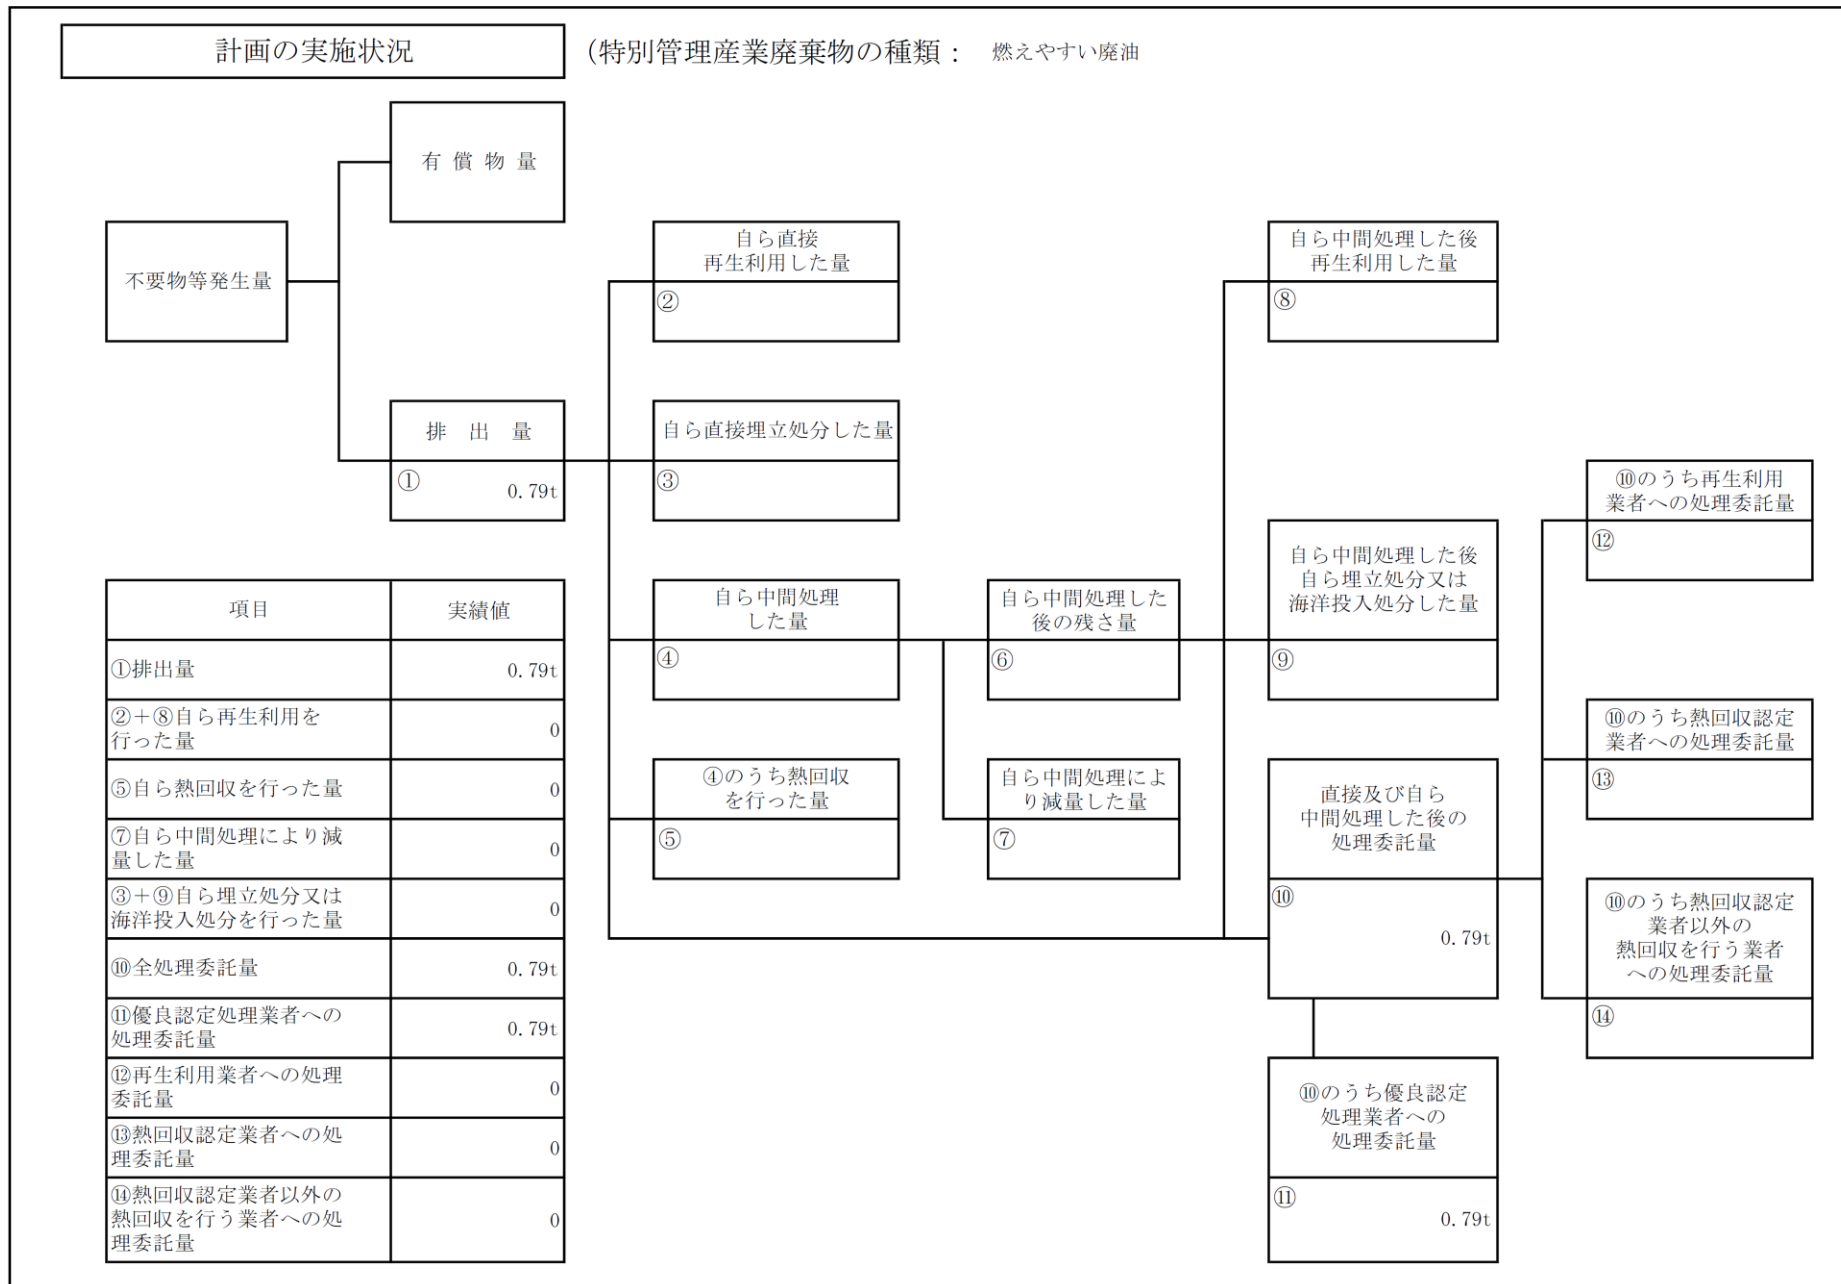 計画の実施状況
(特別管理産業廃棄物の種類： 燃えやすい廃油
有償物量
不要物等発生量
自ら直接
再生利用した量
②
自ら中間処理した後
再生利用した量
⑧
排出量
① 0.79t
自ら直接埋立処分した量
③
⑩のうち再生利用
業者への処理委託量
⑫
自ら中間処理した後
自ら埋立処分又は
海洋投入処分した量
⑨
自ら中間処理
した量
④
自ら中間処理した
後の残さ量
⑥
⑩のうち熱回収認定
業者への処理委託量
⑬
④のうち熱回収
を行った量
⑤
自ら中間処理によ
り減量した量
⑦
直接及び自ら
中間処理した後の
処理委託量
⑩
0.79t
⑩のうち熱回収認定
業者以外の
熱回収を行う業者
への処理委託量
⑭
⑩のうち優良認定
処理業者への
処理委託量
⑪
0.79t
項目 実績値
①排出量 0.79t
②＋⑧自ら再生利用を
行った量 0
⑤自ら熱回収を行った量 0
⑦自ら中間処理により減
量した量 0
③＋⑨自ら埋立処分又は
海洋投入処分を行った量 0
⑩全処理委託量 0.79t
⑪優良認定処理業者への
処理委託量 0.79t
⑫再生利用業者への処理
委託量 0
⑬熱回収認定業者への処
理委託量 0
⑭熱回収認定業者以外の
熱回収を行う業者への処
理委託量 0